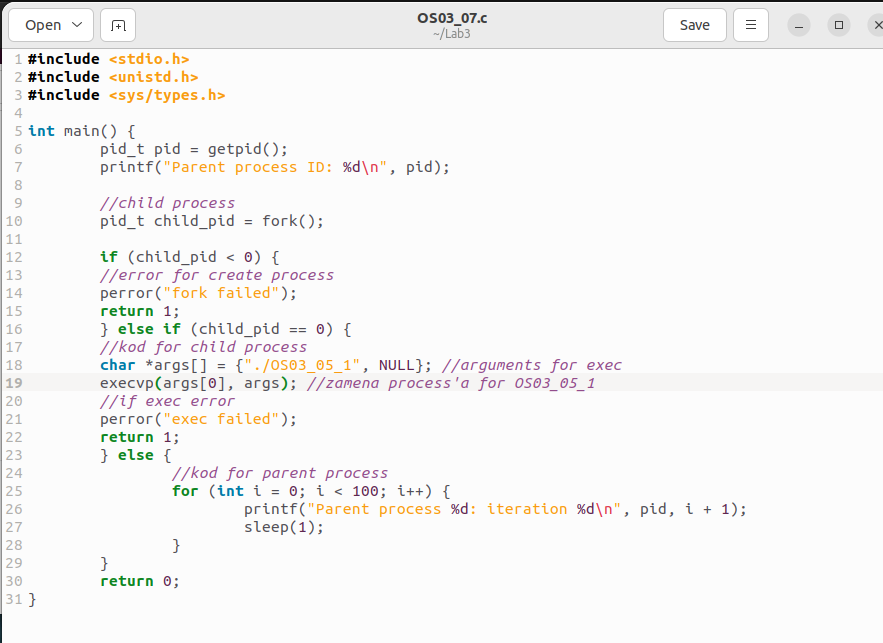 Open
OS03_07.c
~/Lab3
Save
1 #include <stdio.h>
2 #include <unistd.h>
3 #include <sys/types.h>
4
5 int main() {
6         pid_t pid = getpid();
7         printf("Parent process ID: %d\n", pid);
8
9         //child process
10         pid_t child_pid = fork();
11
12         if (child_pid < 0) {
13         //error for create process
14         perror("fork failed");
15         return 1;
16         } else if (child_pid == 0) {
17         //kod for child process
18         char *args[] = {"./OS03_05_1", NULL}; //arguments for exec
19         execvp(args[0], args); //zamena process'a for OS03_05_1
20         //if exec error
21         perror("exec failed");
22         return 1;
23         } else {
24                 //kod for parent process
25                 for (int i = 0; i < 100; i++) {
26                         printf("Parent process %d: iteration %d\n", pid, i + 1);
27                         sleep(1);
28                 }
29         }
30         return 0;
31 }